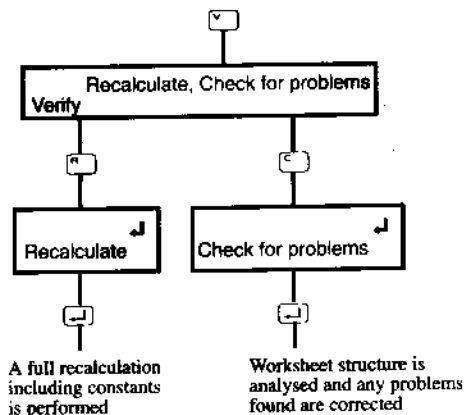 V
Recalculate, Check for problems
Verify
R
C
↵
↵
Recalculate
Check for problems
↵
↵
A full recalculation
including constants
is performed
Worksheet structure is
analysed and any problems
found are corrected